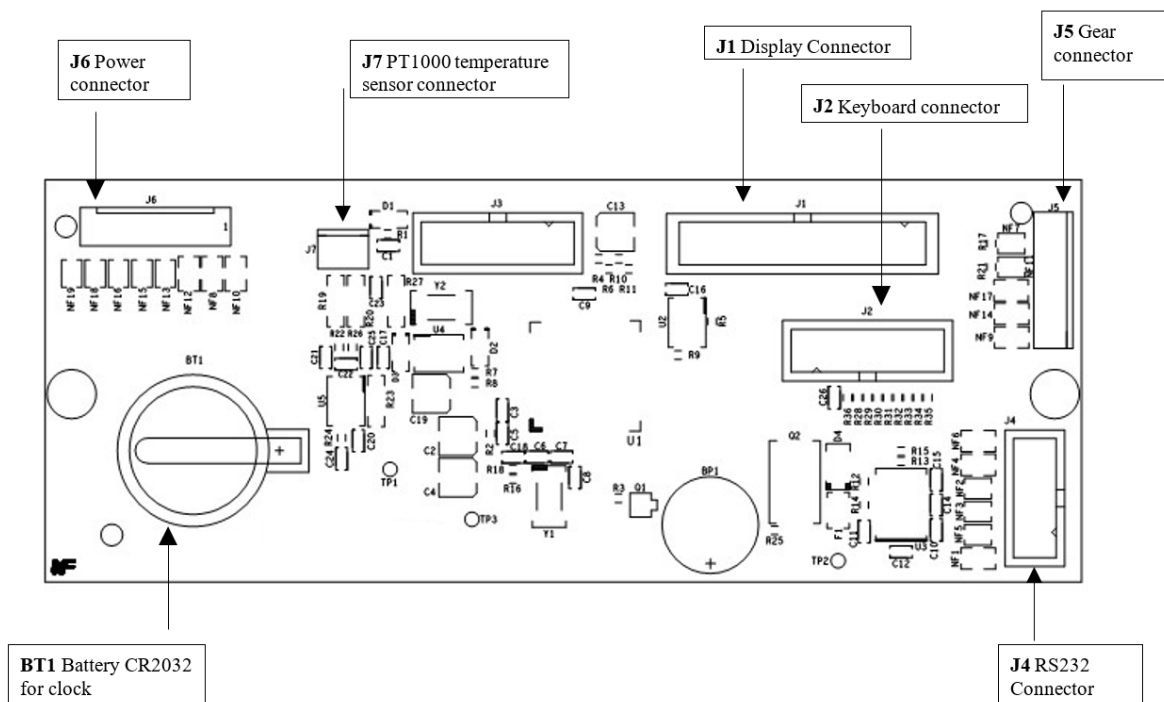 J6 Power
connector
J7 PT1000 temperature
sensor connector
J1 Display Connector
J2 Keyboard connector
J5 Gear
connector
J6
1
J7
D1
R1
C1
J3
C13
R4
R10
R6
R11
C9
J1
C16
U2
R5
R9
J2
J5
NF7
R17
R21
NF11
NF17
NF14
NF9
NF19
NF18
NF16
NF15
NF13
NF12
NF8
NF10
R19
R20
C23
R27
Y2
U4
D2
R7
R8
R22
R26
C21
C22
C25
C17
D3
U5
R23
C19
R24
C20
C24
C2
C4
C3
C5
R2
C18
C6
C7
R18
R16
C8
Y1
TP1
TP3
BT1
+
U1
R3
Q1
BP1
+
Q2
R25
C26
R36
R28
R29
R30
R31
R32
R33
R34
R35
D4
R12
R14
F1
C11
TP2
R15
R13
C15
C14
C10
U3
C12
NF6
NF4
NF2
NF3
NF5
NF1
J4
NF
BT1 Battery CR2032
for clock
J4 RS232
Connector